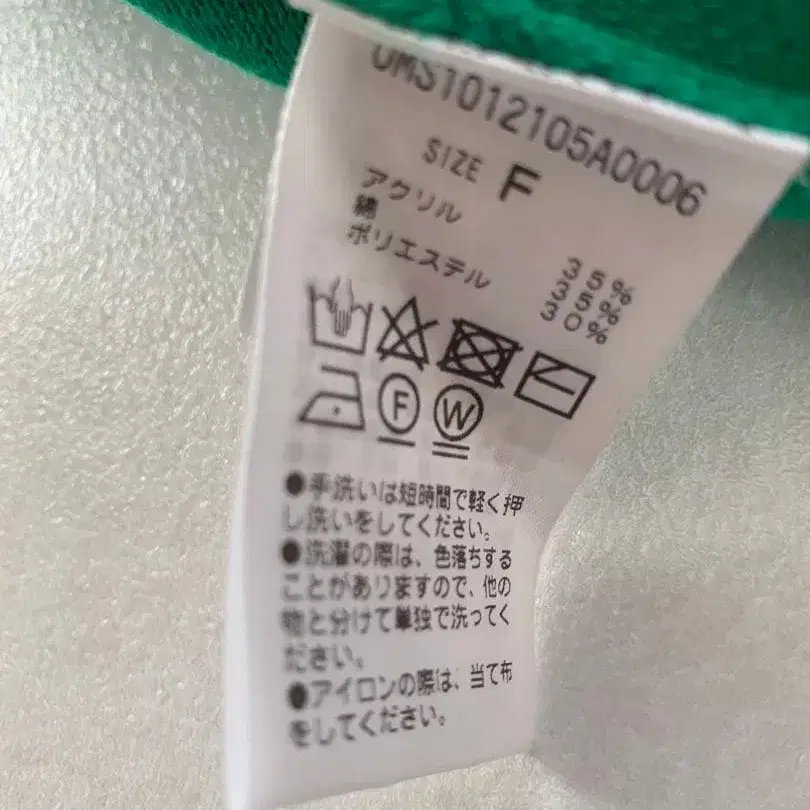 OMS1012105A0006
SIZE F
アクリル 35%
綿 35%
ポリエステル 30%
F W
●手洗いは短時間で軽く押
し洗いをしてください。
●洗濯の際は、色落ちする
ことがありますので、他の
物と分けて単独で洗ってく
ださい。
●アイロンの際は、当て布
をしてください。